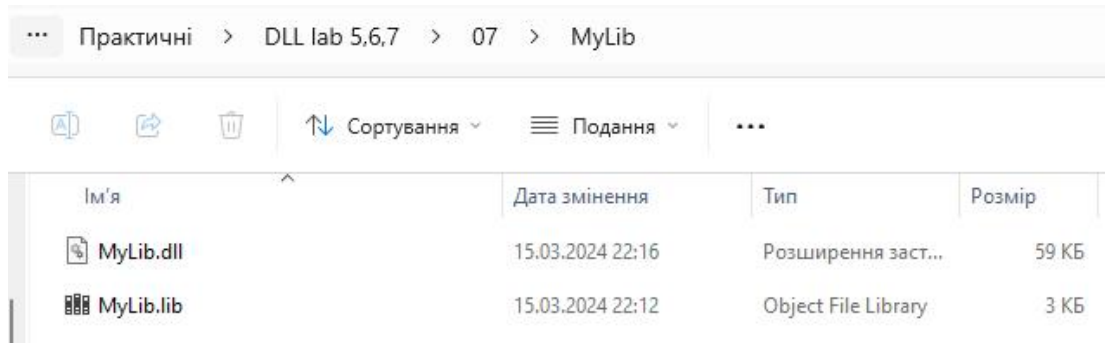 ... Практичні > DLL lab 5,6,7 > 07 > MyLib
Сортування Подання ...
Ім'я Дата змінення Тип Розмір
MyLib.dll 15.03.2024 22:16 Розширення заст... 59 КБ
MyLib.lib 15.03.2024 22:12 Object File Library 3 КБ